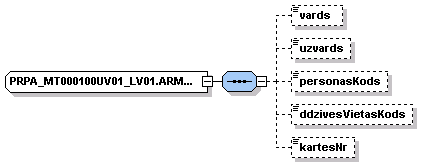 vards
uzvards
PRPA_MT000100UV01_LV01.ARM...
personasKods
ddzivesVietasKods
kartesNr